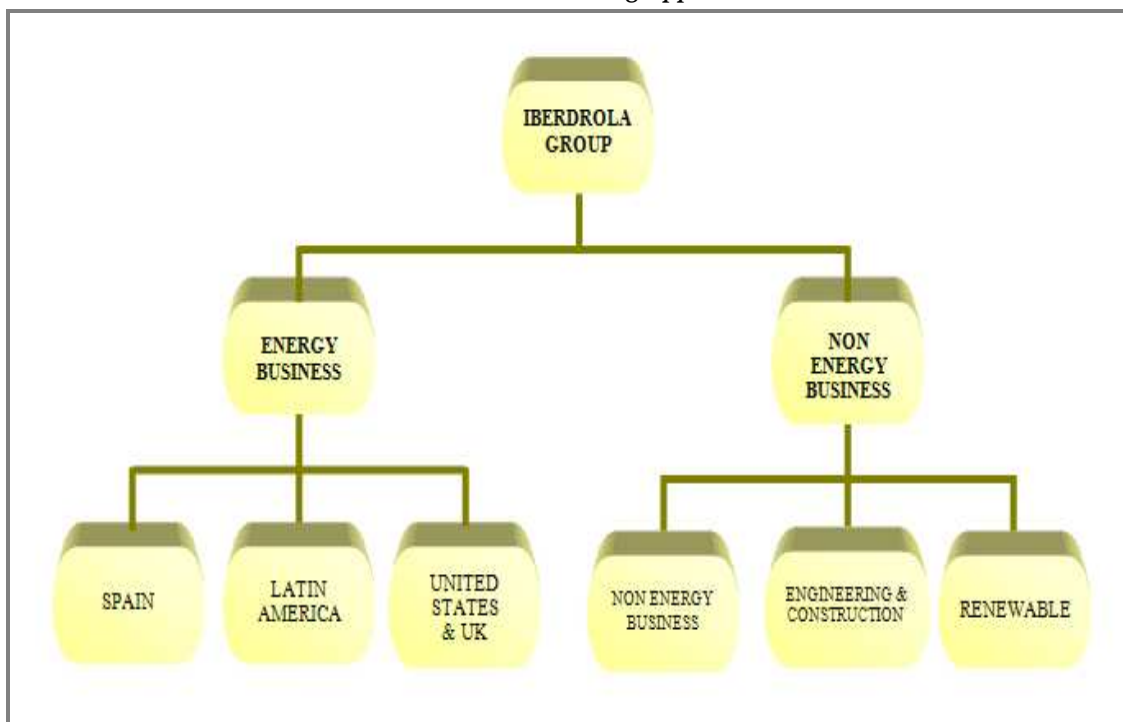 IBERDROLA
GROUP
ENERGY
BUSINESS
NON
ENERGY
BUSINESS
SPAIN
LATIN
AMERICA
UNITED
STATES
& UK
NON ENERGY
BUSINESS
ENGINEERING &
CONSTRUCTION
RENEWABLE